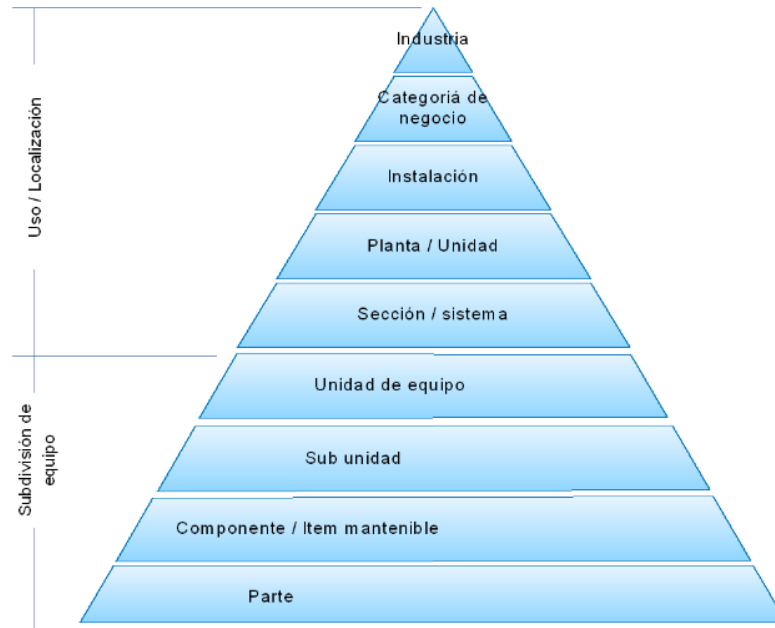 Industria
Categoriá de
negocio
Instalación
Planta / Unidad
Sección / sistema
Unidad de equipo
Sub unidad
Componente / Item mantenible
Parte
Uso / Localización
Subdivisión de
equipo